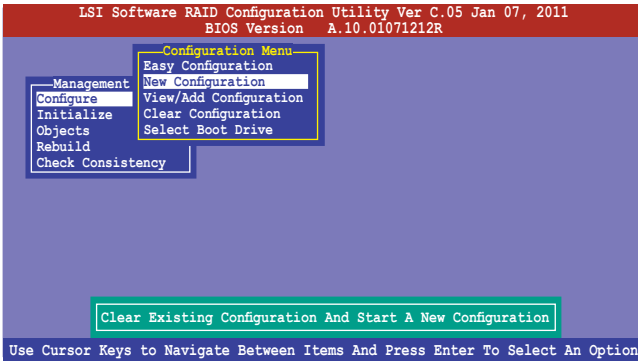 LSI Software RAID Configuration Utility Ver C.05 Jan 07, 2011
BIOS Version A.10.01071212R
Management
Configure
Initialize
Objects
Rebuild
Check Consistency
Configuration Menu
Easy Configuration
New Configuration
View/Add Configuration
Clear Configuration
Select Boot Drive
Clear Existing Configuration And Start A New Configuration
Use Cursor Keys to Navigate Between Items And Press Enter To Select An Option